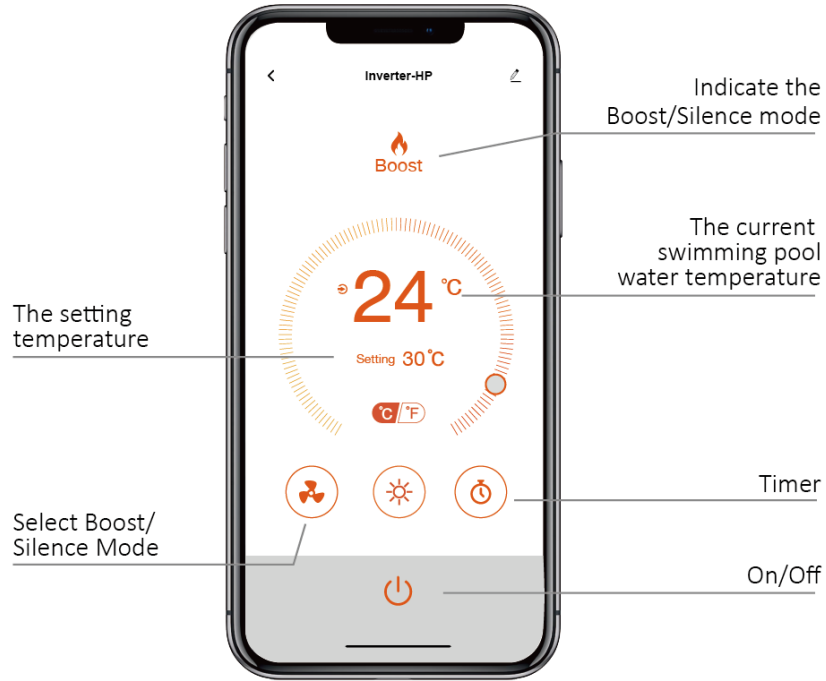 Inverter-HP
Indicate the
Boost/Silence mode
Boost
The current
swimming pool
water temperature
24 °C
The setting
temperature
Setting 30°C
°C/°F
Timer
Select Boost/
Silence Mode
On/Off